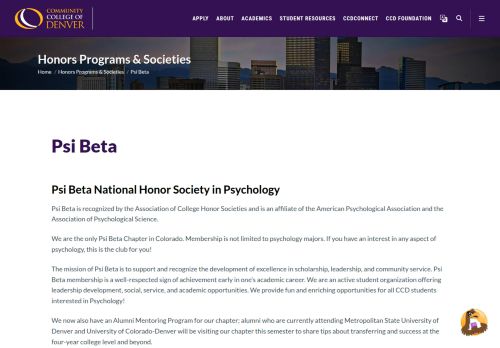 COMMUNITY
COLLEGE OF
DENVER
APPLY ABOUT ACADEMICS STUDENT RESOURCES CCDCONNECT CCD FOUNDATION
Honors Programs & Societies
Home / Honors Programs & Societies / Psi Beta
Psi Beta
Psi Beta National Honor Society in Psychology
Psi Beta is recognized by the Association of College Honor Societies and is an affiliate of the American Psychological Association and the
Association of Psychological Science.
We are the only Psi Beta Chapter in Colorado. Membership is not limited to psychology majors. If you have an interest in any aspect of
psychology, this is the club for you!
The mission of Psi Beta is to support and recognize the development of excellence in scholarship, leadership, and community service. Psi
Beta membership is a well-respected sign of achievement early in one's academic career. We are an active student organization offering
leadership development, social, service, and academic opportunities. We provide fun and enriching opportunities for all CCD students
interested in Psychology!
We now also have an Alumni Mentoring Program for our chapter; alumni who are currently attending Metropolitan State University of
Denver and University of Colorado-Denver will be visiting our chapter this semester to share tips about transferring and success at the
four-year college level and beyond.